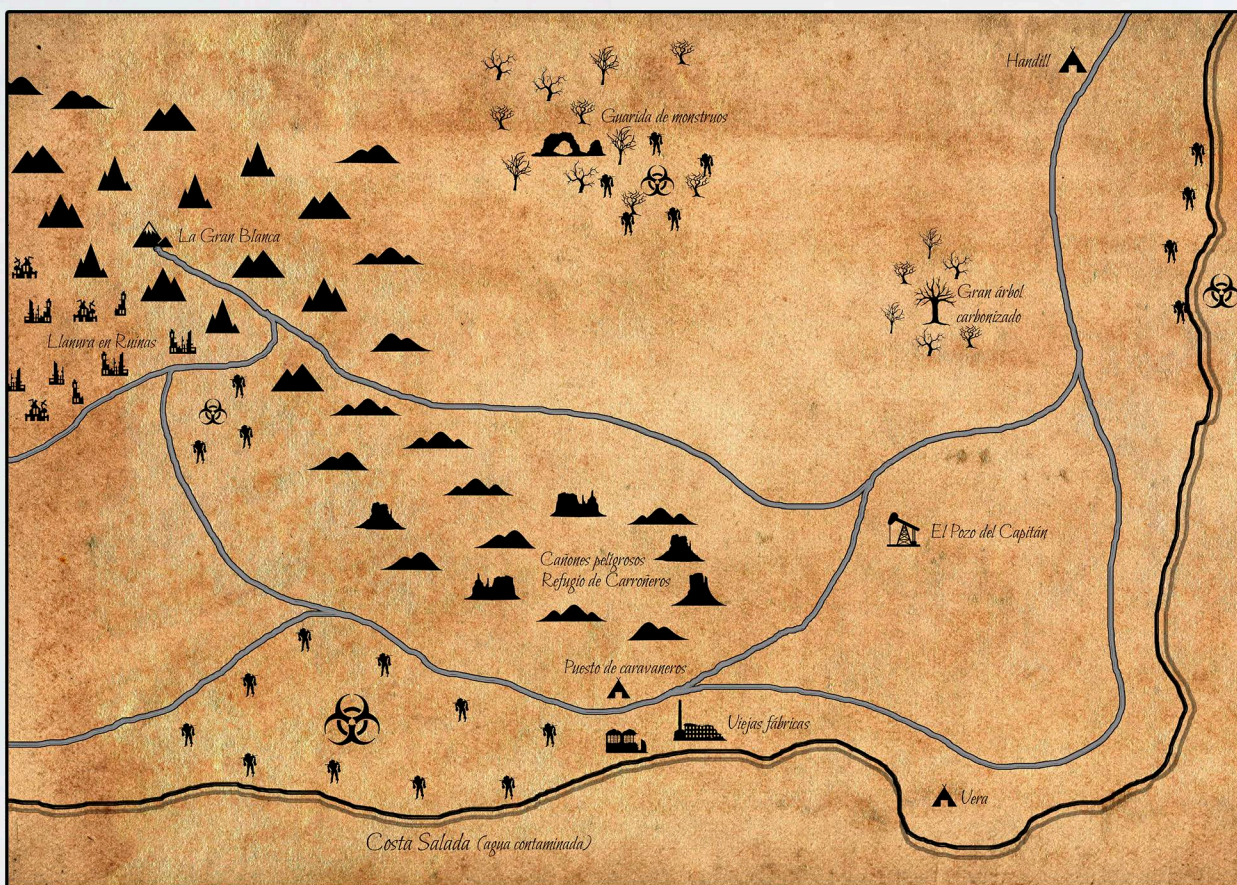 Handill
Guarida de monstruos
La Gran Blanca
Gran árbol
carbonizado
Llanura en Ruinas
El Pozo del Capitán
Cañones peligrosos
Refugio de Carroñeros
Puesto de caravaneros
Viejas fábricas
Vera
Costa Salada (agua contaminada)